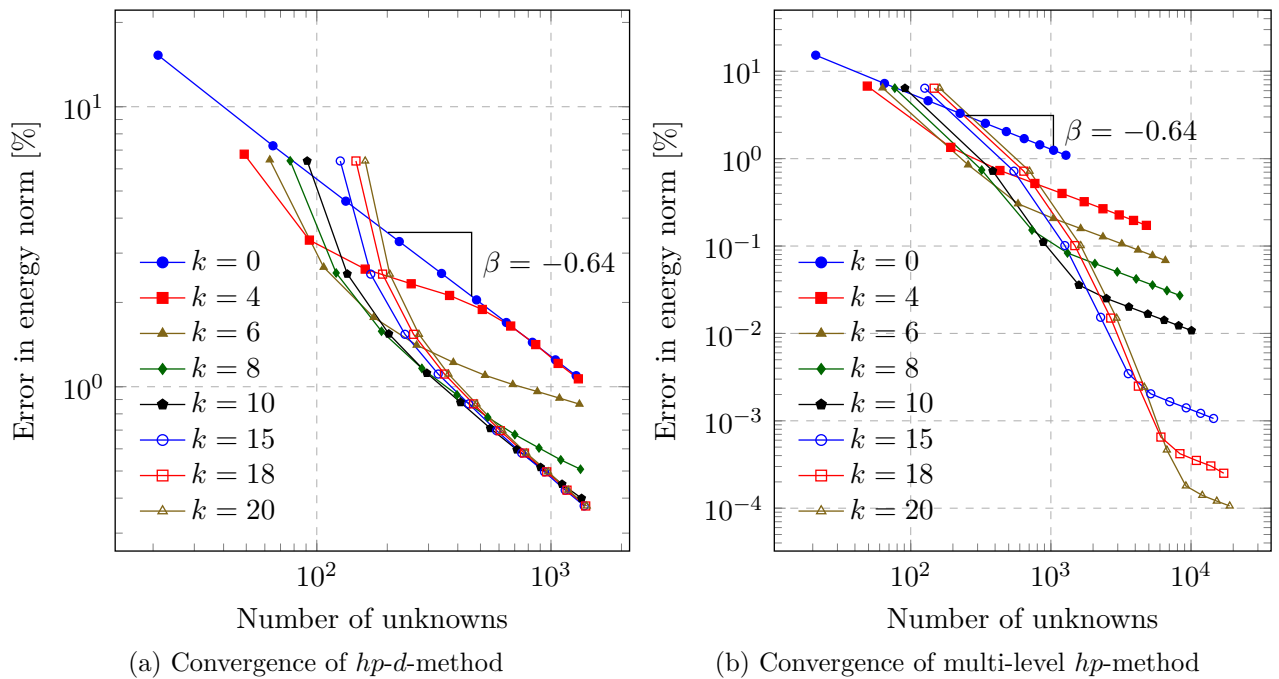 Error in energy norm [%]
10^1
10^0
β = −0.64
k = 0
k = 4
k = 6
k = 8
k = 10
k = 15
k = 18
k = 20
10^2
10^3
Number of unknowns
(a) Convergence of hp-d-method
Error in energy norm [%]
10^1
10^0
10^−1
10^−2
10^−3
10^−4
β = −0.64
k = 0
k = 4
k = 6
k = 8
k = 10
k = 15
k = 18
k = 20
10^2
10^3
10^4
Number of unknowns
(b) Convergence of multi-level hp-method